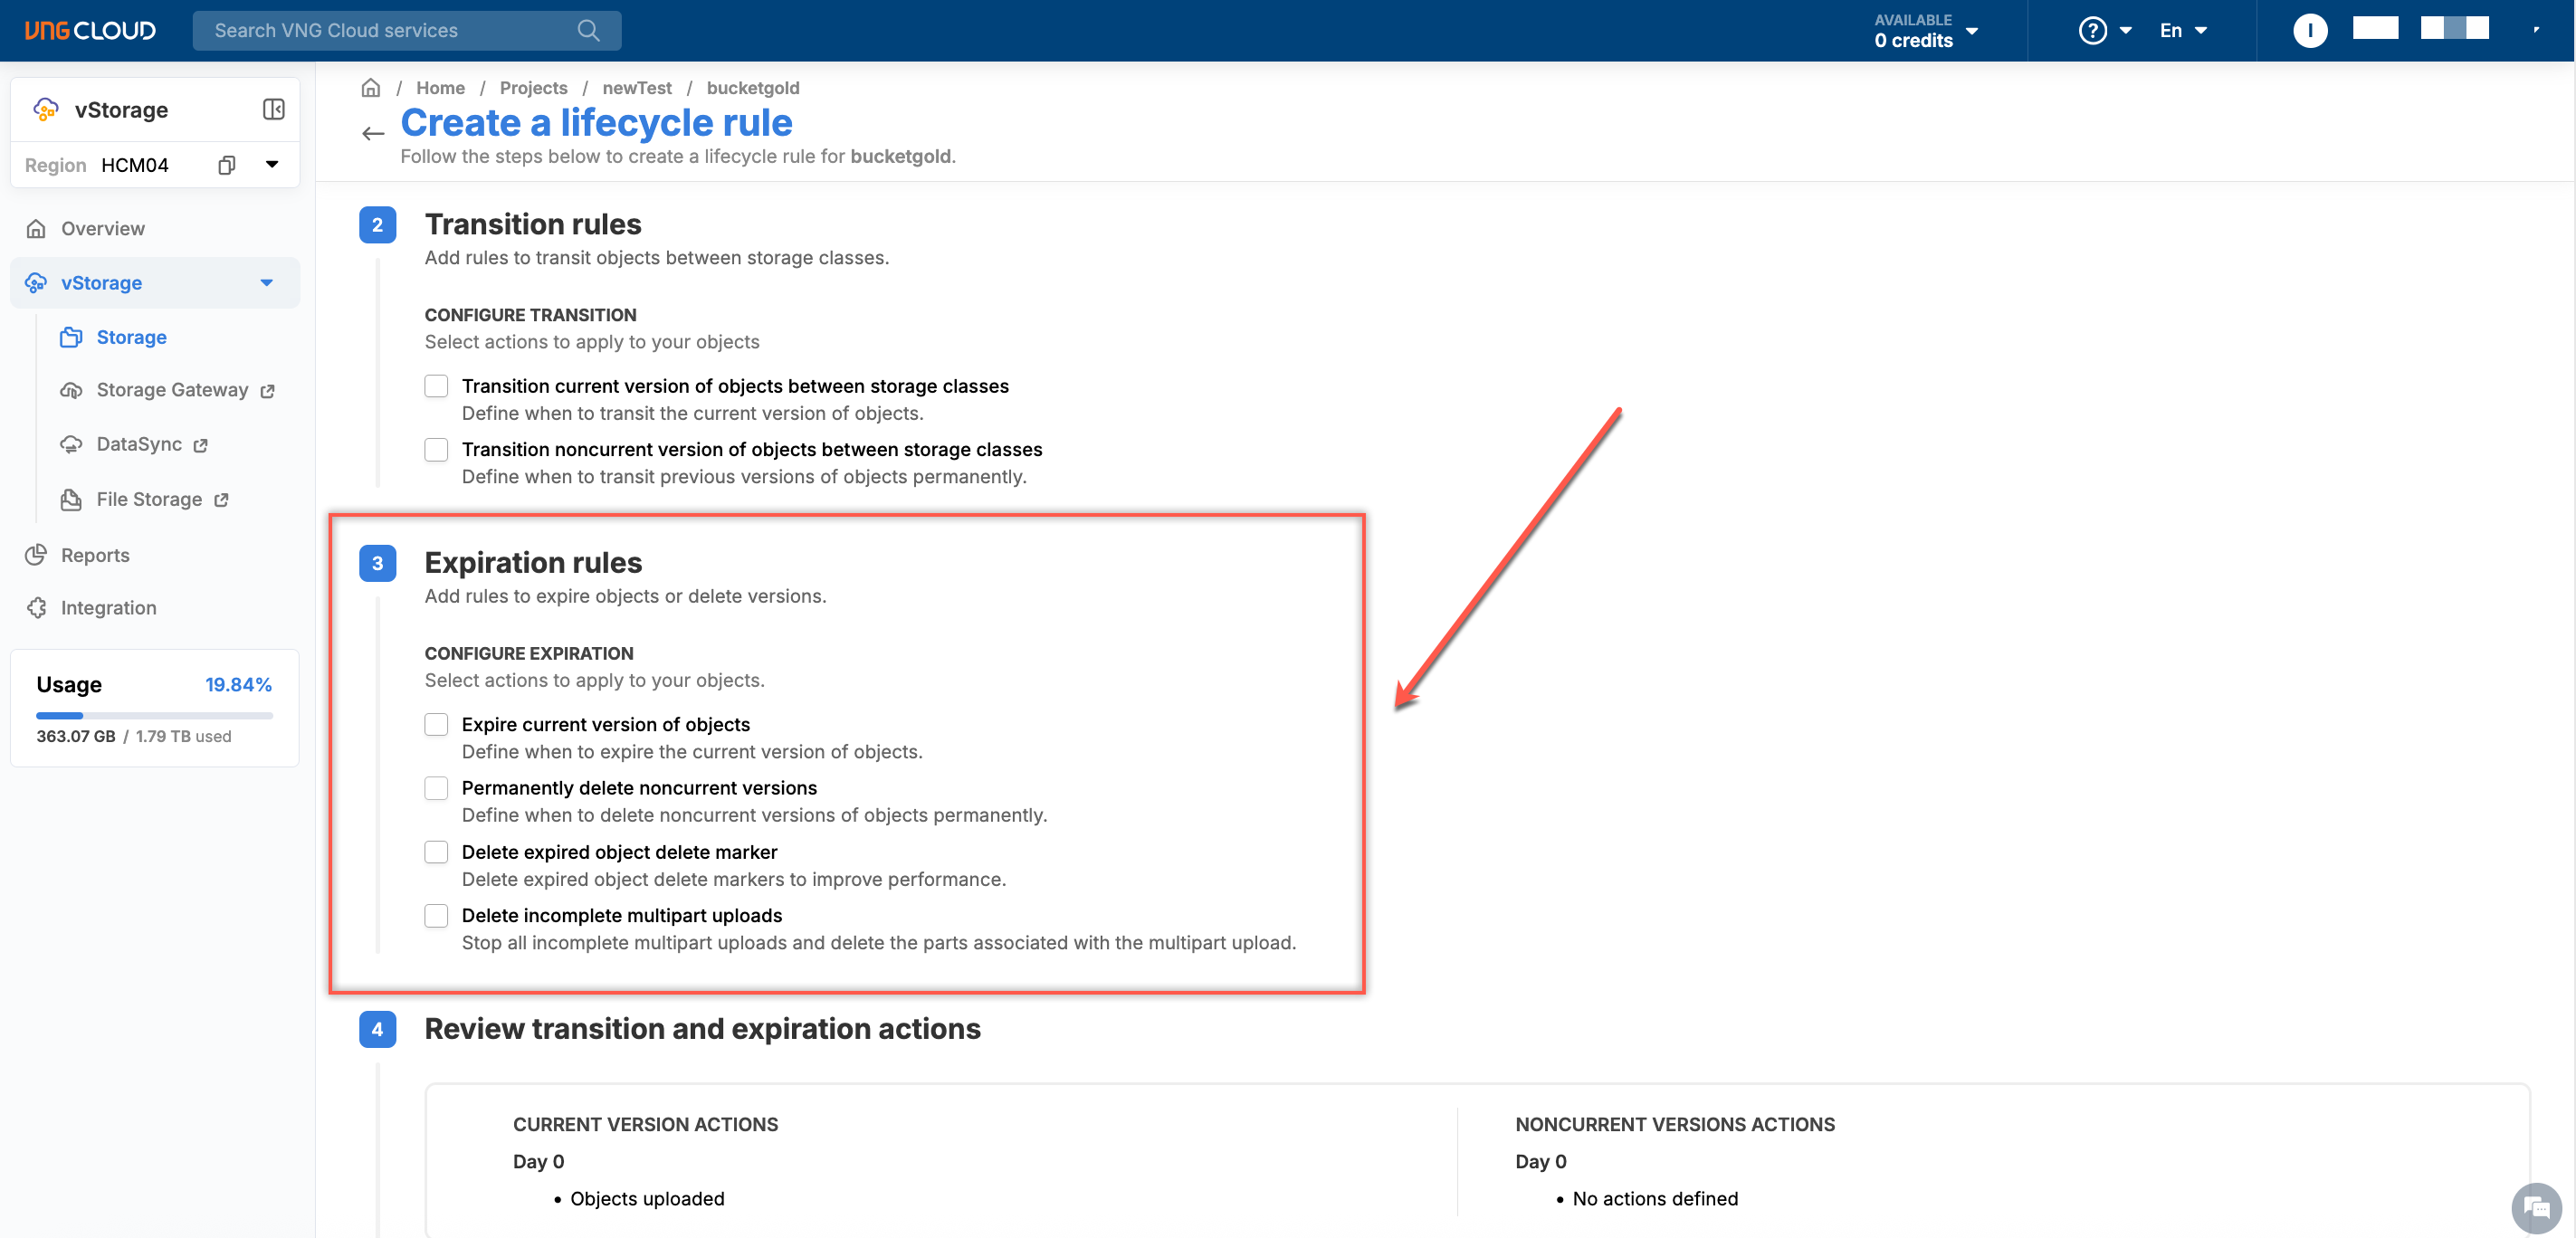 VNG CLOUD
Search VNG Cloud services
AVAILABLE
0 credits
?
En
I
vStorage
Region HCM04
Overview
vStorage
Storage
Storage Gateway
DataSync
File Storage
Reports
Integration
Usage 19.84%
363.07 GB / 1.79 TB used
/ Home / Projects / newTest / bucketgold
Create a lifecycle rule
Follow the steps below to create a lifecycle rule for bucketgold.
2 Transition rules
Add rules to transit objects between storage classes.
CONFIGURE TRANSITION
Select actions to apply to your objects
Transition current version of objects between storage classes
Define when to transit the current version of objects.
Transition noncurrent version of objects between storage classes
Define when to transit previous versions of objects permanently.
3 Expiration rules
Add rules to expire objects or delete versions.
CONFIGURE EXPIRATION
Select actions to apply to your objects.
Expire current version of objects
Define when to expire the current version of objects.
Permanently delete noncurrent versions
Define when to delete noncurrent versions of objects permanently.
Delete expired object delete marker
Delete expired object delete markers to improve performance.
Delete incomplete multipart uploads
Stop all incomplete multipart uploads and delete the parts associated with the multipart upload.
4 Review transition and expiration actions
CURRENT VERSION ACTIONS
Day 0
• Objects uploaded
NONCURRENT VERSIONS ACTIONS
Day 0
• No actions defined